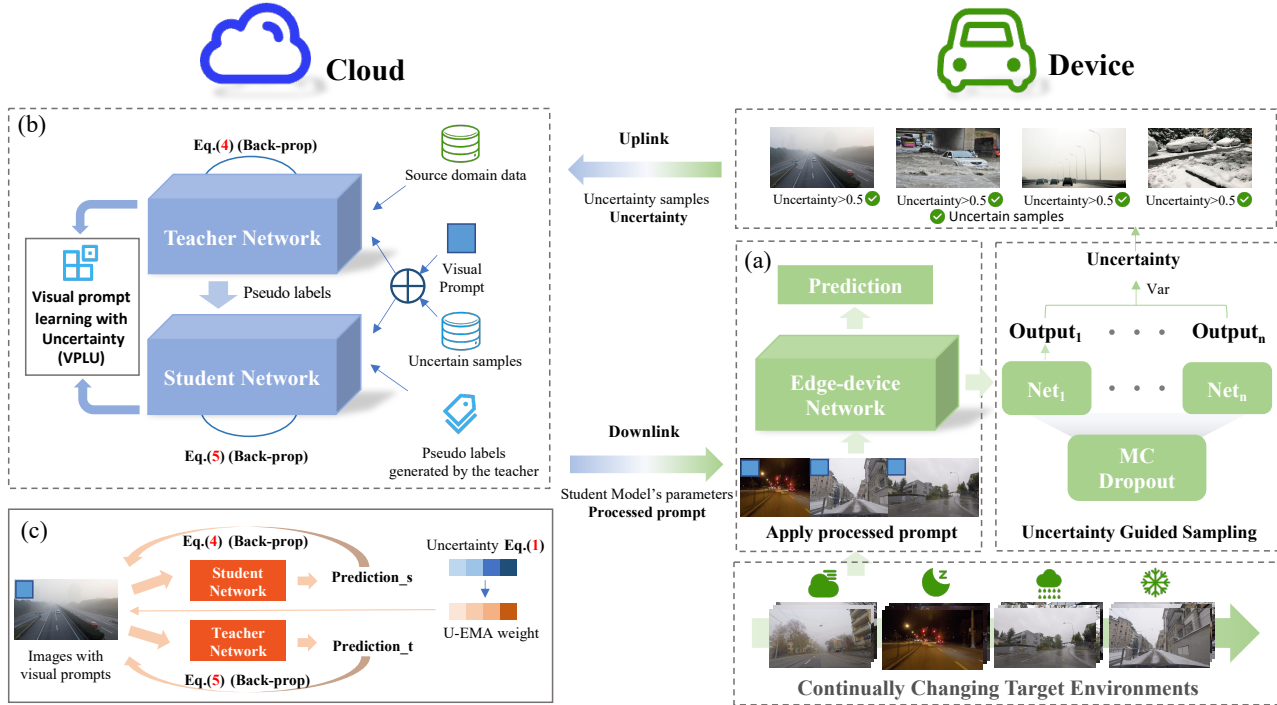 Cloud
Device
(b)
Eq.(4) (Back-prop)
Source domain data
Teacher Network
Visual
Prompt
Pseudo labels
Visual prompt
learning with
Uncertainty
(VPLU)
Uncertain samples
Student Network
Eq.(5) (Back-prop)
Pseudo labels
generated by the teacher
Uplink
Uncertainty samples
Uncertainty
Downlink
Student Model's parameters
Processed prompt
Uncertainty>0.5
Uncertainty>0.5
Uncertainty>0.5
Uncertainty>0.5
Uncertain samples
(a)
Prediction
Edge-device
Network
Apply processed prompt
Uncertainty
Var
Output1
Outputn
Net1
Netn
MC
Dropout
Uncertainty Guided Sampling
(c)
Eq.(4) (Back-prop)
Student
Network
Prediction_s
Uncertainty Eq.(1)
Teacher
Network
Prediction_t
U-EMA weight
Images with
visual prompts
Eq.(5) (Back-prop)
Z
Continually Changing Target Environments